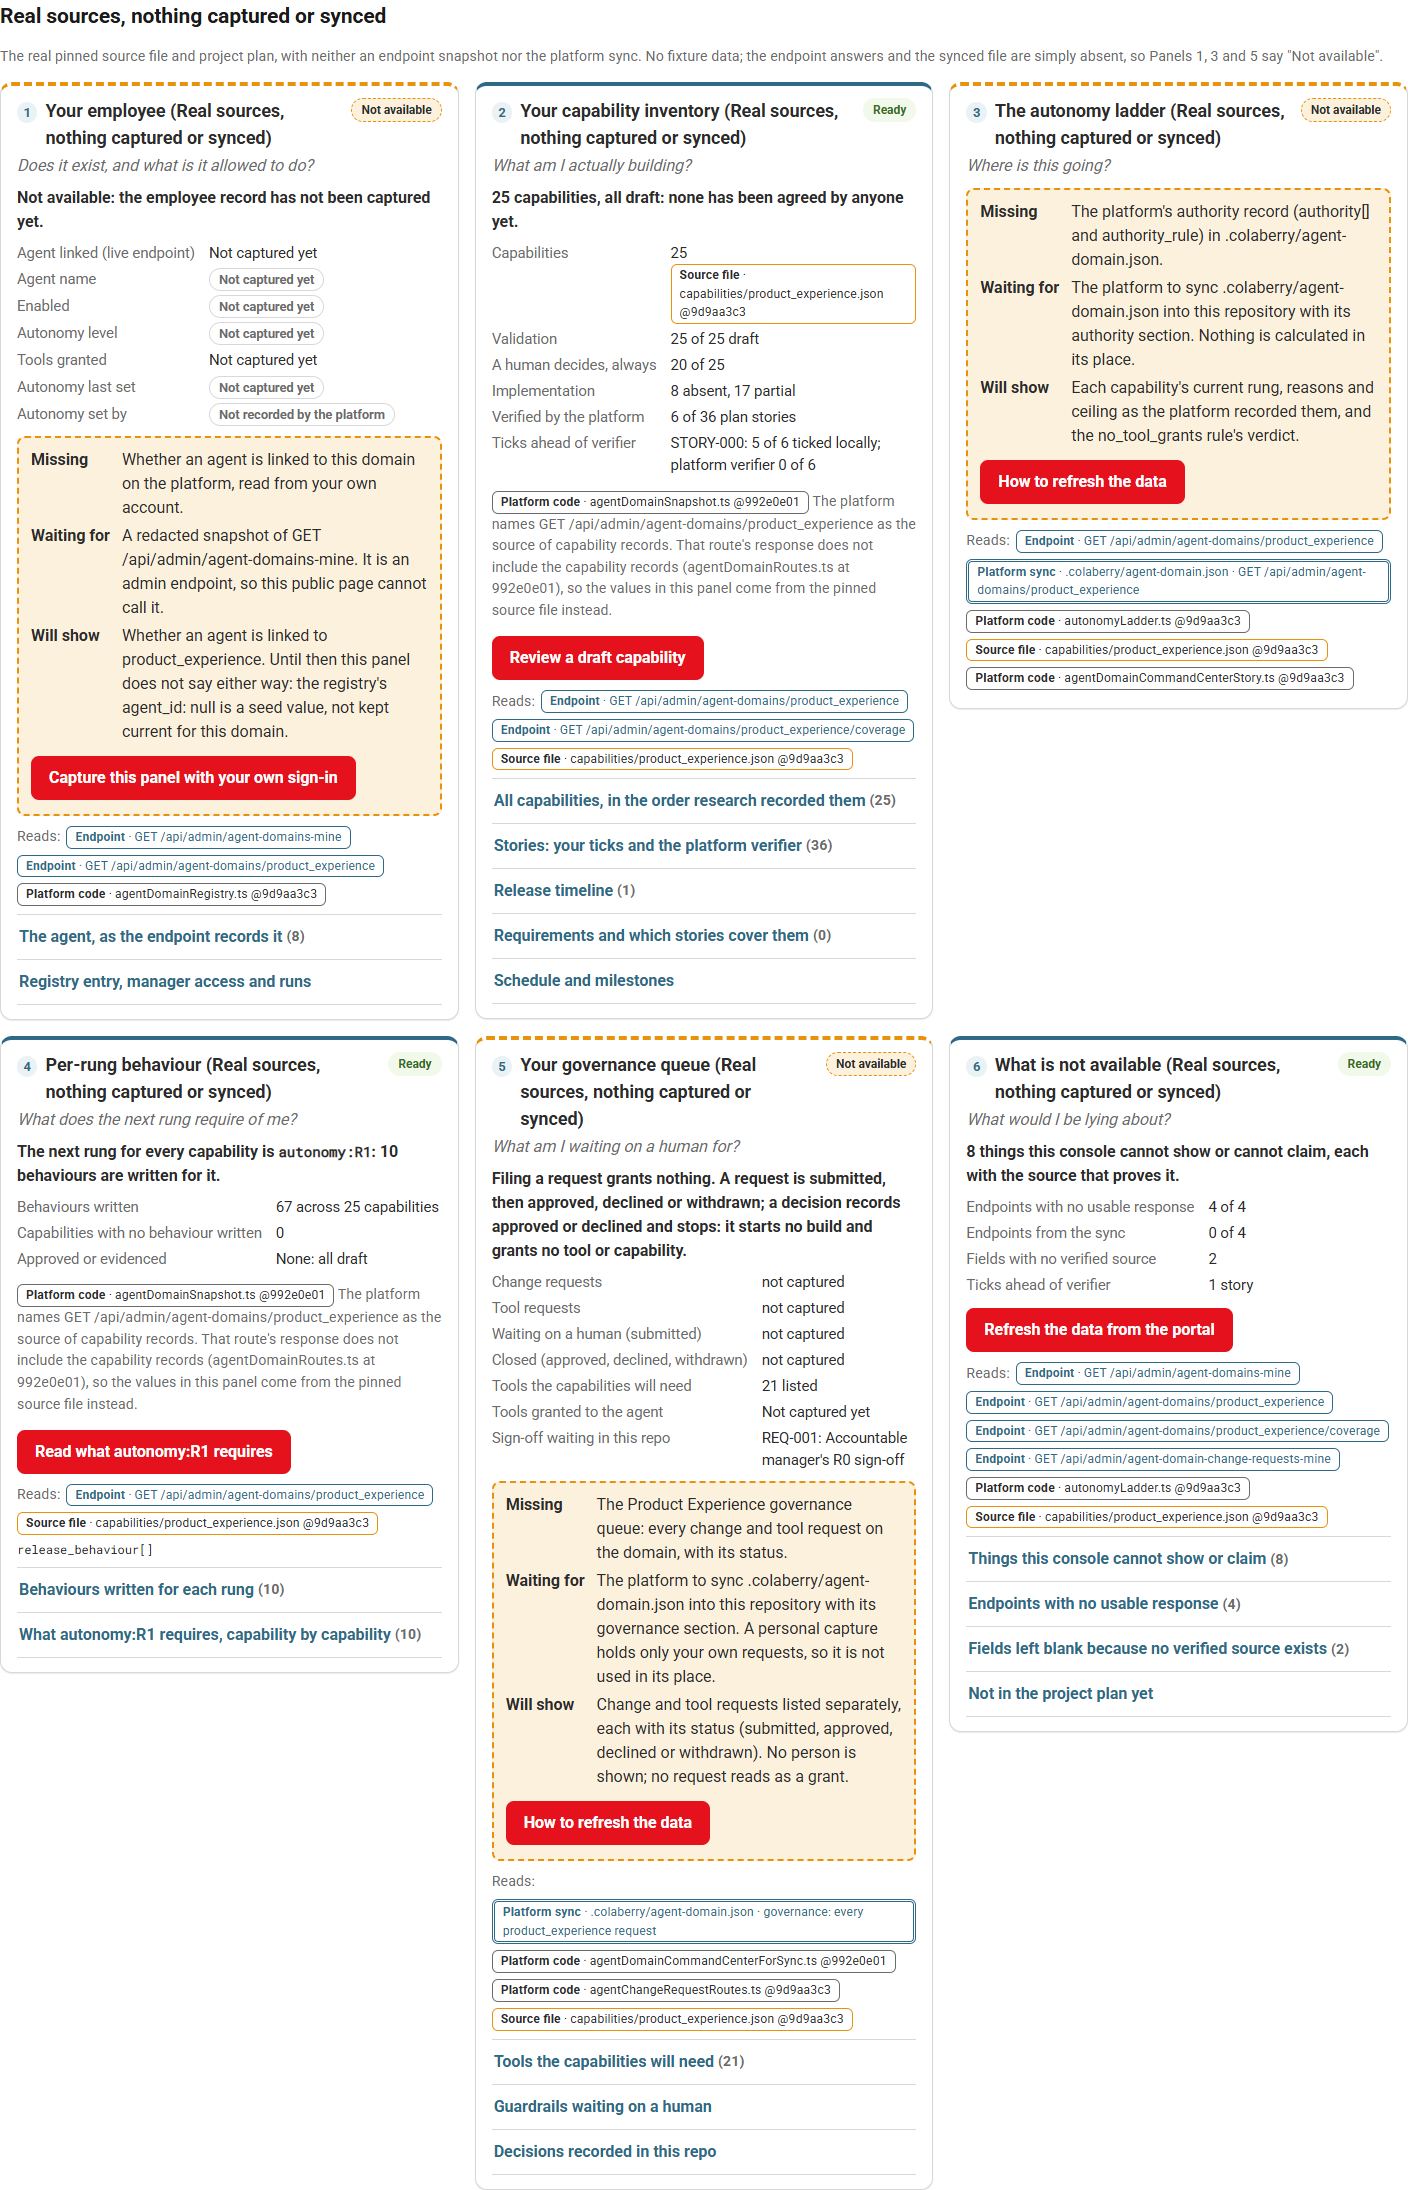 Real sources, nothing captured or synced
The real pinned source file and project plan, with neither an endpoint snapshot nor the platform sync. No fixture data; the endpoint answers and the synced file are simply absent, so Panels 1, 3 and 5 say "Not available".
1 Your employee (Real sources, nothing captured or synced) Not available
Does it exist, and what is it allowed to do?
Not available: the employee record has not been captured
yet.
Agent linked (live endpoint) Not captured yet
Agent name Not captured yet
Enabled Not captured yet
Autonomy level Not captured yet
Tools granted Not captured yet
Autonomy last set Not captured yet
Autonomy set by Not recorded by the platform
Missing Whether an agent is linked to this domain
on the platform, read from your own
account.
Waiting for A redacted snapshot of GET
/api/admin/agent-domains-mine. It is an
admin endpoint, so this public page cannot
call it.
Will show Whether an agent is linked to
product_experience. Until then this panel
does not say either way: the registry's
agent_id: null is a seed value, not kept
current for this domain.
Capture this panel with your own sign-in
Reads: Endpoint · GET /api/admin/agent-domains-mine
Endpoint · GET /api/admin/agent-domains/product_experience
Platform code · agentDomainRegistry.ts @9d9aa3c3
The agent, as the endpoint records it (8)
Registry entry, manager access and runs
2 Your capability inventory (Real sources, nothing captured or synced) Ready
What am I actually building?
25 capabilities, all draft: none has been agreed by anyone
yet.
Capabilities 25
Source file ·
capabilities/product_experience.json
@9d9aa3c3
Validation 25 of 25 draft
A human decides, always 20 of 25
Implementation 8 absent, 17 partial
Verified by the platform 6 of 36 plan stories
Ticks ahead of verifier STORY-000: 5 of 6 ticked locally;
platform verifier 0 of 6
Platform code · agentDomainSnapshot.ts @992e0e01 The platform
names GET /api/admin/agent-domains/product_experience as the
source of capability records. That route's response does not
include the capability records (agentDomainRoutes.ts at
992e0e01), so the values in this panel come from the pinned
source file instead.
Review a draft capability
Reads: Endpoint · GET /api/admin/agent-domains/product_experience
Endpoint · GET /api/admin/agent-domains/product_experience/coverage
Source file · capabilities/product_experience.json @9d9aa3c3
All capabilities, in the order research recorded them (25)
Stories: your ticks and the platform verifier (36)
Release timeline (1)
Requirements and which stories cover them (0)
Schedule and milestones
3 The autonomy ladder (Real sources, nothing captured or synced) Not available
Where is this going?
Missing The platform's authority record (authority[]
and authority_rule) in .colaberry/agent-
domain.json.
Waiting for The platform to sync .colaberry/agent-
domain.json into this repository with its
authority section. Nothing is calculated in
its place.
Will show Each capability's current rung, reasons and
ceiling as the platform recorded them, and
the no_tool_grants rule's verdict.
How to refresh the data
Reads: Endpoint · GET /api/admin/agent-domains/product_experience
Platform sync · .colaberry/agent-domain.json · GET /api/admin/agent-
domains/product_experience
Platform code · autonomyLadder.ts @9d9aa3c3
Source file · capabilities/product_experience.json @9d9aa3c3
Platform code · agentDomainCommandCenterStory.ts @9d9aa3c3
4 Per-rung behaviour (Real sources, nothing captured or synced) Ready
What does the next rung require of me?
The next rung for every capability is autonomy:R1: 10
behaviours are written for it.
Behaviours written 67 across 25 capabilities
Capabilities with no behaviour written 0
Approved or evidenced None: all draft
Platform code · agentDomainSnapshot.ts @992e0e01 The platform
names GET /api/admin/agent-domains/product_experience as the
source of capability records. That route's response does not
include the capability records (agentDomainRoutes.ts at
992e0e01), so the values in this panel come from the pinned
source file instead.
Read what autonomy:R1 requires
Reads: Endpoint · GET /api/admin/agent-domains/product_experience
Source file · capabilities/product_experience.json @9d9aa3c3
release_behaviour[]
Behaviours written for each rung (10)
What autonomy:R1 requires, capability by capability (10)
5 Your governance queue (Real sources, nothing captured or synced) Not available
What am I waiting on a human for?
Filing a request grants nothing. A request is submitted,
then approved, declined or withdrawn; a decision records
approved or declined and stops: it starts no build and
grants no tool or capability.
Change requests not captured
Tool requests not captured
Waiting on a human (submitted) not captured
Closed (approved, declined, withdrawn) not captured
Tools the capabilities will need 21 listed
Tools granted to the agent Not captured yet
Sign-off waiting in this repo REQ-001: Accountable
manager's R0 sign-off
Missing The Product Experience governance
queue: every change and tool request on
the domain, with its status.
Waiting for The platform to sync .colaberry/agent-
domain.json into this repository with its
governance section. A personal capture
holds only your own requests, so it is not
used in its place.
Will show Change and tool requests listed separately,
each with its status (submitted, approved,
declined or withdrawn). No person is
shown; no request reads as a grant.
How to refresh the data
Reads:
Platform sync · .colaberry/agent-domain.json · governance: every
product_experience request
Platform code · agentDomainCommandCenterForSync.ts @992e0e01
Platform code · agentChangeRequestRoutes.ts @9d9aa3c3
Source file · capabilities/product_experience.json @9d9aa3c3
Tools the capabilities will need (21)
Guardrails waiting on a human
Decisions recorded in this repo
6 What is not available (Real sources, nothing captured or synced) Ready
What would I be lying about?
8 things this console cannot show or cannot claim, each
with the source that proves it.
Endpoints with no usable response 4 of 4
Endpoints from the sync 0 of 4
Fields with no verified source 2
Ticks ahead of verifier 1 story
Refresh the data from the portal
Reads: Endpoint · GET /api/admin/agent-domains-mine
Endpoint · GET /api/admin/agent-domains/product_experience
Endpoint · GET /api/admin/agent-domains/product_experience/coverage
Endpoint · GET /api/admin/agent-domain-change-requests-mine
Platform code · autonomyLadder.ts @9d9aa3c3
Source file · capabilities/product_experience.json @9d9aa3c3
Things this console cannot show or claim (8)
Endpoints with no usable response (4)
Fields left blank because no verified source exists (2)
Not in the project plan yet